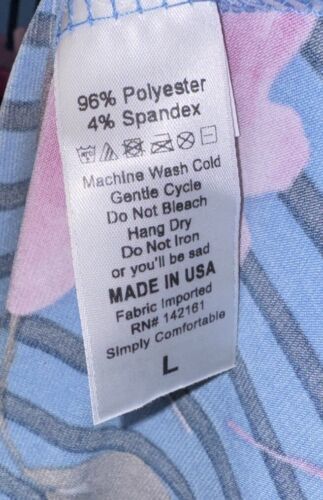 96% Polyester
4% Spandex
Machine Wash Cold
Gentle Cycle
Do Not Bleach
Hang Dry
Do Not Iron
or you'll be sad
MADE IN USA
Fabric Imported
RN# 142161
Simply Comfortable
L